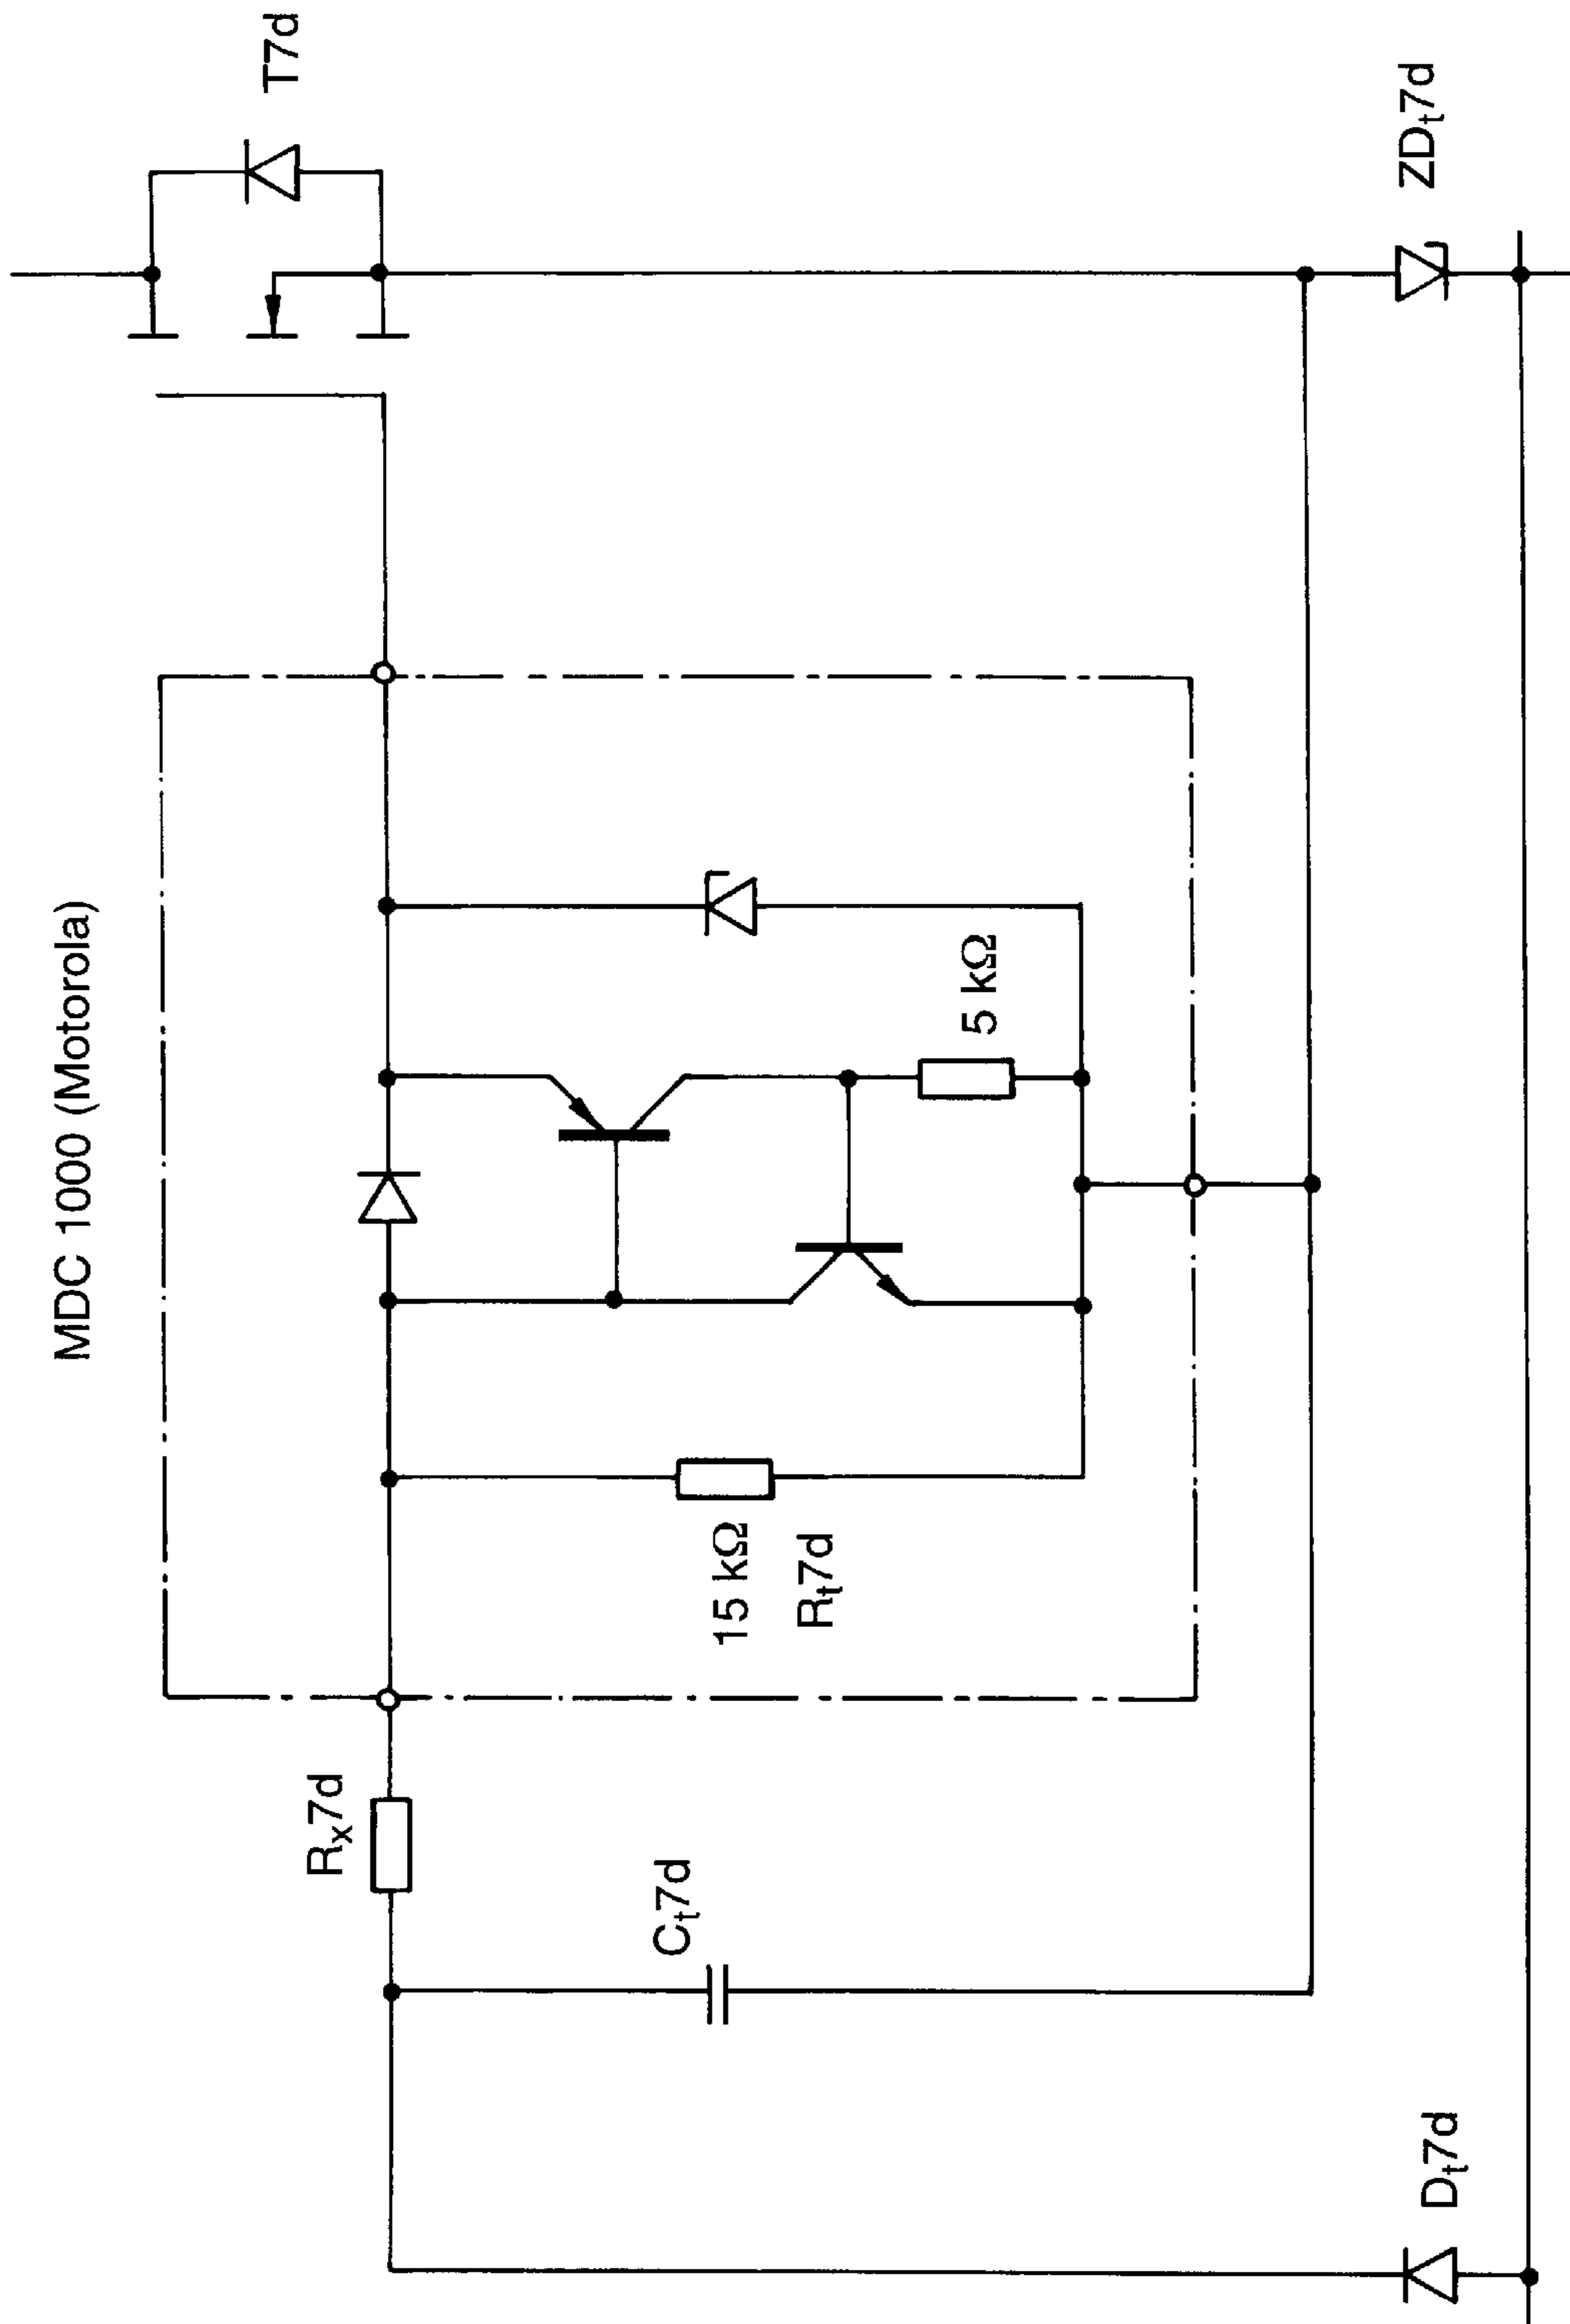 MDC 1000 (Motorola)
T7d
ZDt7d
5 kΩ
15 kΩ
Rt7d
Rx7d
Ct7d
Dt7d